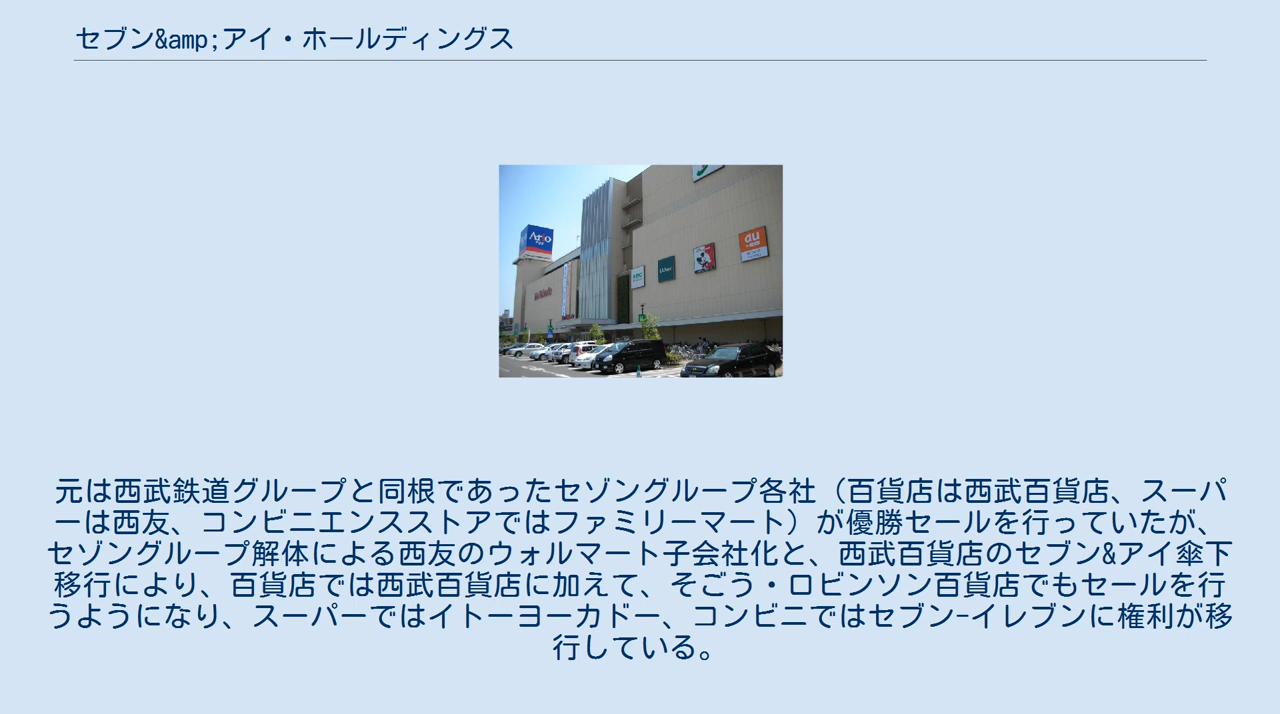 セブン&amp;アイ・ホールディングス
Ario
au
元は西武鉄道グループと同根であったセゾングループ各社（百貨店は西武百貨店、スーパ
ーは西友、コンビニエンスストアではファミリーマート）が優勝セールを行っていたが、
セゾングループ解体による西友のウォルマート子会社化と、西武百貨店のセブン&アイ傘下
移行により、百貨店では西武百貨店に加えて、そごう・ロビンソン百貨店でもセールを行
うようになり、スーパーではイトーヨーカドー、コンビニではセブン-イレブンに権利が移
行している。